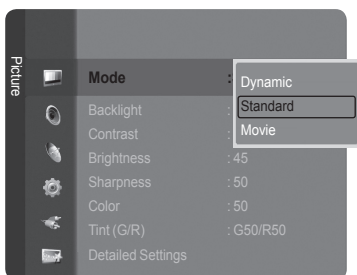 Picture
Mode :
Dynamic
Standard
Movie
Backlight :
Contrast :
Brightness : 45
Sharpness : 50
Color : 50
Tint (G/R) : G50/R50
Detailed Settings